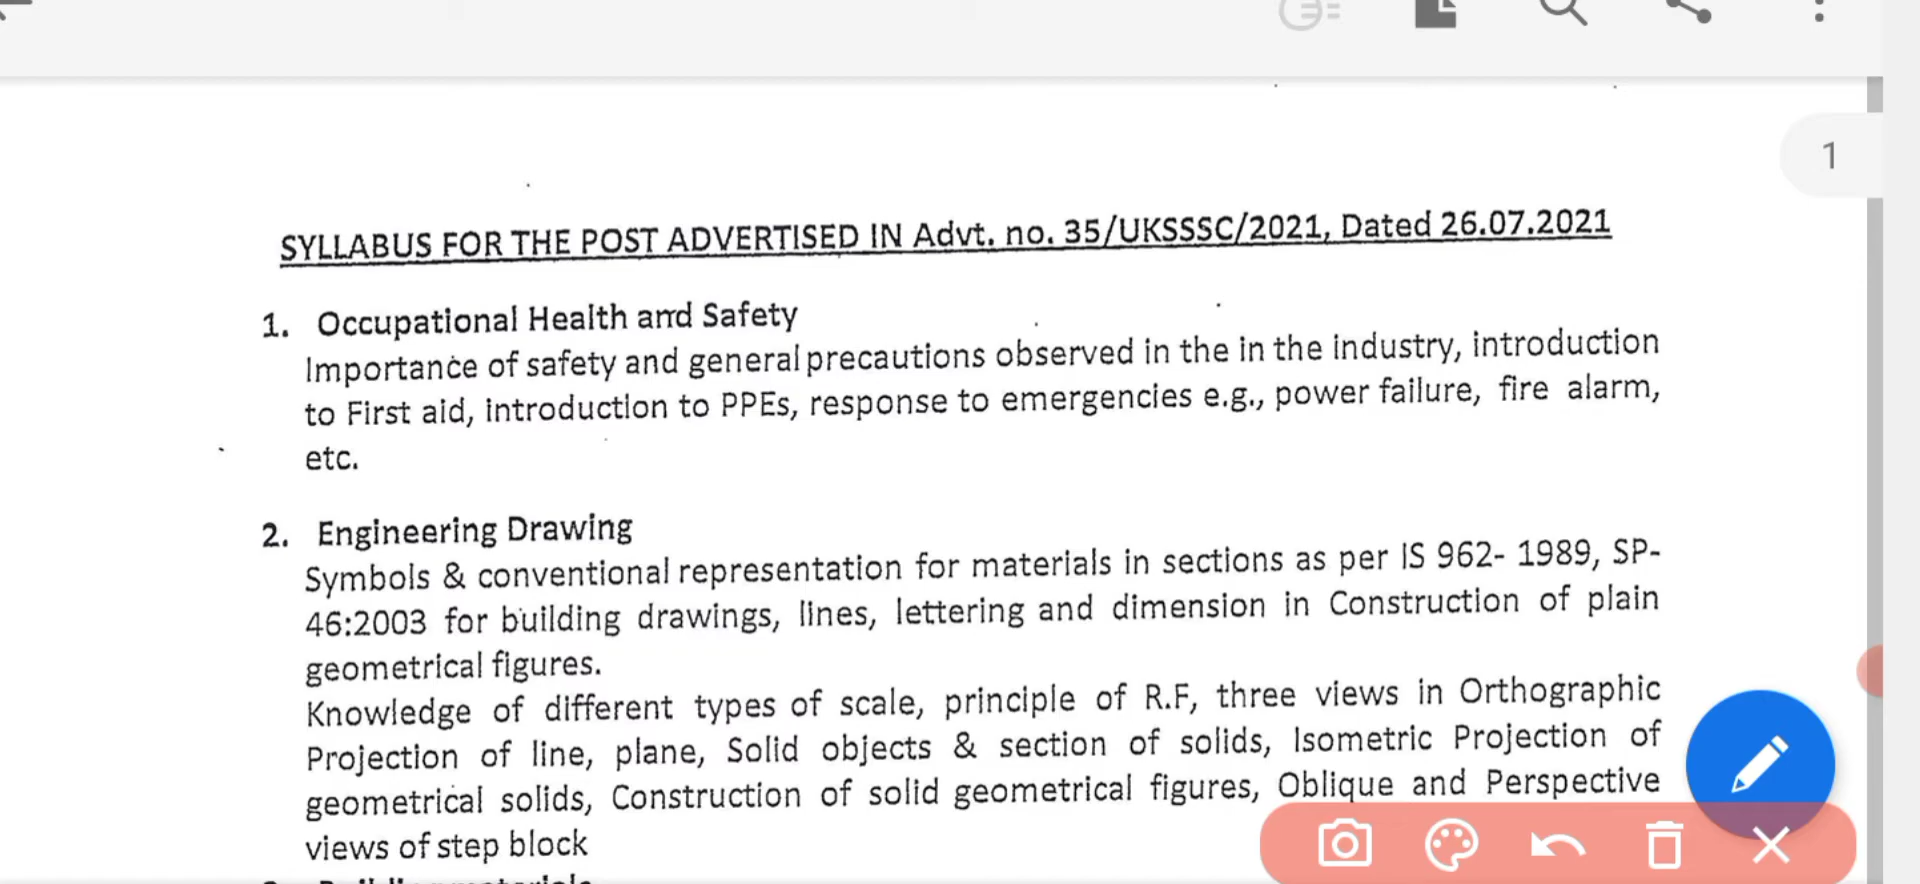 1
SYLLABUS FOR THE POST ADVERTISED IN Advt. no. 35/UKSSSC/2021, Dated 26.07.2021
1. Occupational Health and Safety
Importance of safety and general precautions observed in the in the industry, introduction
to First aid, introduction to PPEs, response to emergencies e.g., power failure, fire alarm,
etc.
2. Engineering Drawing
Symbols & conventional representation for materials in sections as per IS 962- 1989, SP-
46:2003 for building drawings, lines, lettering and dimension in Construction of plain
geometrical figures.
Knowledge of different types of scale, principle of R.F, three views in Orthographic
Projection of line, plane, Solid objects & section of solids, Isometric Projection of
geometrical solids, Construction of solid geometrical figures, Oblique and Perspective
views of step block